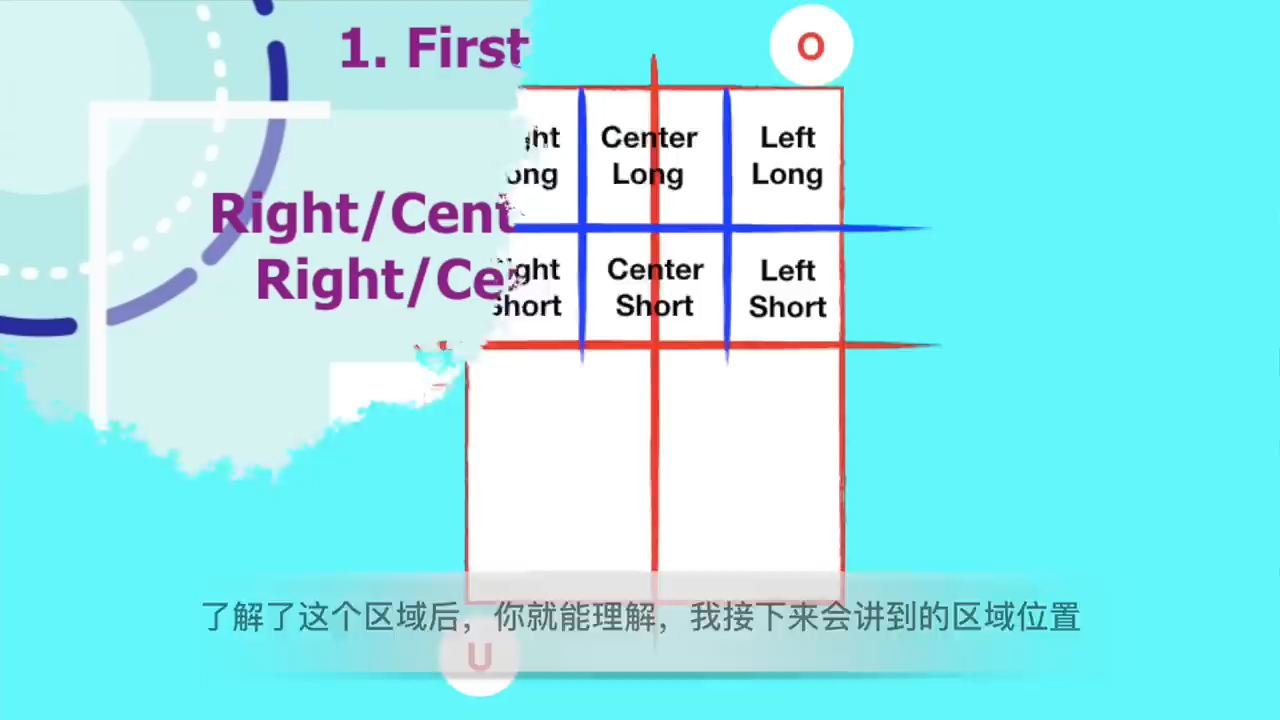 1. First
O
Center
Long
Left
Long
Right/Cent
Right/Ce
Center
Short
Left
Short
了解了这个区域后，你就能理解，我接下来会讲到的区域位置
U